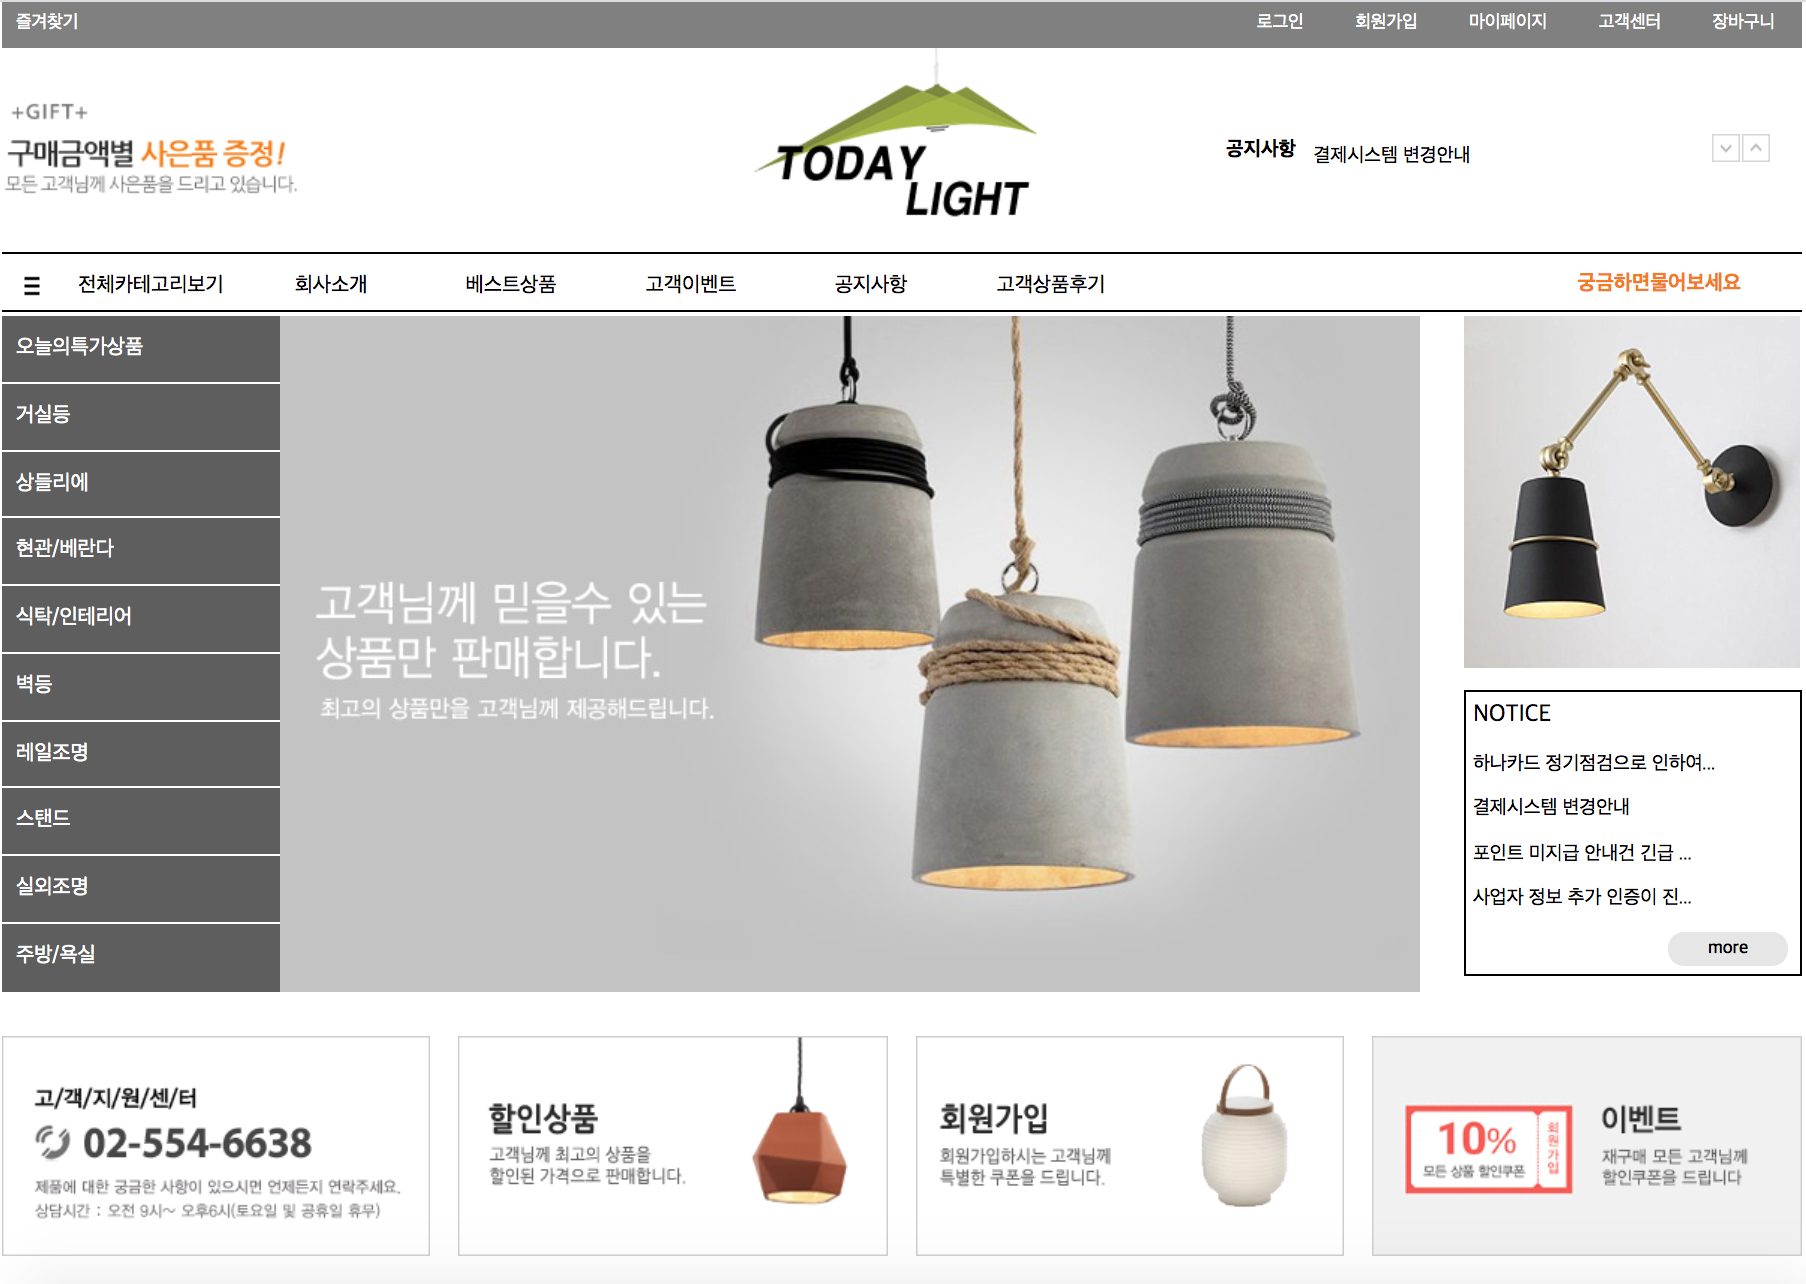 즐겨찾기
로그인 회원가입 마이페이지 고객센터 장바구니
+GIFT+
구매금액별 사은품 증정!
모든 고객님께 사은품을 드리고 있습니다.
TODAY
LIGHT
공지사항 결제시스템 변경안내
전체카테고리보기 회사소개 베스트상품 고객이벤트 공지사항 고객상품후기 궁금하면물어보세요
오늘의특가상품
거실등
상들리에
현관/베란다
식탁/인테리어
벽등
레일조명
스탠드
실외조명
주방/욕실
고객님께 믿을수 있는
상품만 판매합니다.
최고의 상품만을 고객님께 제공해드립니다.
NOTICE
하나카드 정기점검으로 인하여...
결제시스템 변경안내
포인트 미지급 안내건 긴급 ...
사업자 정보 추가 인증이 진...
more
고/객/지/원/센/터
02-554-6638
제품에 대한 궁금한 사항이 있으시면 언제든지 연락주세요.
상담시간 : 오전 9시~ 오후6시(토요일 및 공휴일 휴무)
할인상품
고객님께 최고의 상품을
할인된 가격으로 판매합니다.
회원가입
회원가입하시는 고객님께
특별한 쿠폰을 드립니다.
10%
모든 상품 할인쿠폰
회원가입
이벤트
재구매 모든 고객님께
할인쿠폰을 드립니다